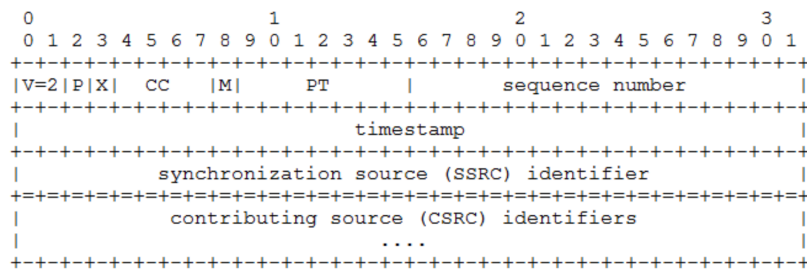 0                   1                   2                   3
0 1 2 3 4 5 6 7 8 9 0 1 2 3 4 5 6 7 8 9 0 1 2 3 4 5 6 7 8 9 0 1
+-+-+-+-+-+-+-+-+-+-+-+-+-+-+-+-+-+-+-+-+-+-+-+-+-+-+-+-+-+-+-+-+
|V=2|P|X|  CC   |M|     PT      |       sequence number         |
+-+-+-+-+-+-+-+-+-+-+-+-+-+-+-+-+-+-+-+-+-+-+-+-+-+-+-+-+-+-+-+-+
|                           timestamp                           |
+-+-+-+-+-+-+-+-+-+-+-+-+-+-+-+-+-+-+-+-+-+-+-+-+-+-+-+-+-+-+-+-+
|           synchronization source (SSRC) identifier            |
+=+=+=+=+=+=+=+=+=+=+=+=+=+=+=+=+=+=+=+=+=+=+=+=+=+=+=+=+=+=+=+=+
|            contributing source (CSRC) identifiers             |
|                             ....                              |
+-+-+-+-+-+-+-+-+-+-+-+-+-+-+-+-+-+-+-+-+-+-+-+-+-+-+-+-+-+-+-+-+